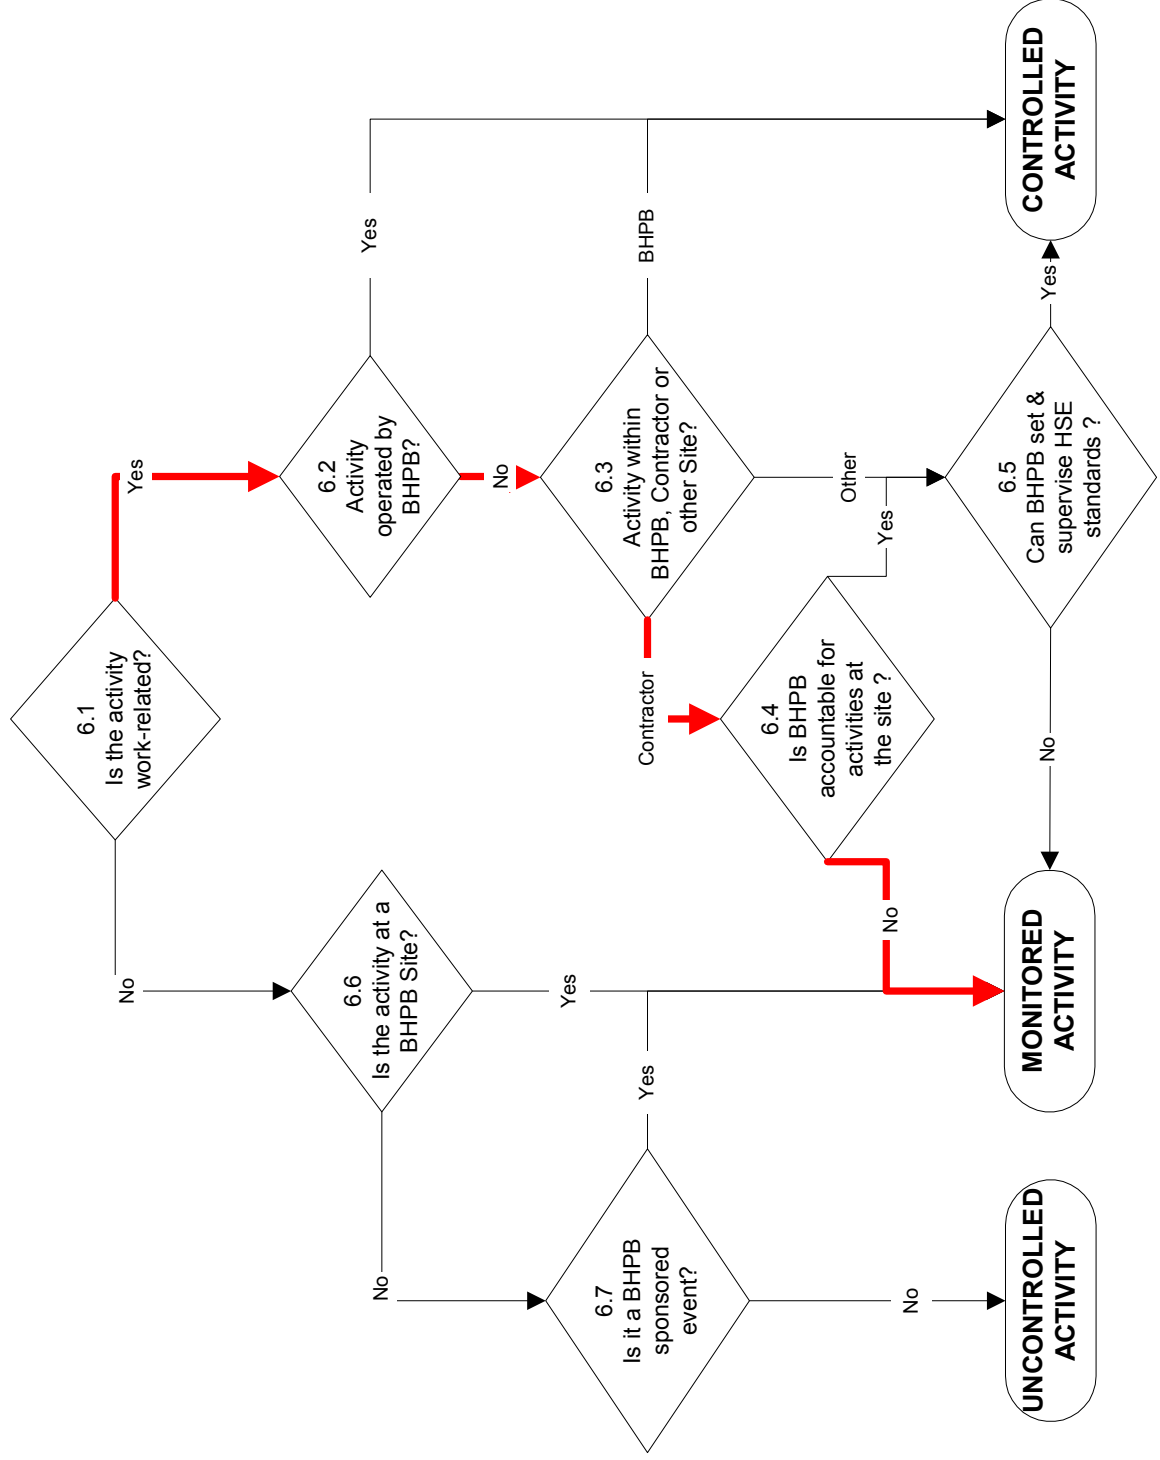 6.1
Is the activity
work-related?
Yes
No
6.2
Activity
operated by
BHPB?
Yes
No
6.6
Is the activity at a
BHPB Site?
Yes
No
6.3
Activity within
BHPB, Contractor or
other Site?
BHPB
Other
Contractor
6.7
Is it a BHPB
sponsored
event?
Yes
No
6.4
Is BHPB
accountable for
activities at
the site ?
Yes
No
6.5
Can BHPB set &
supervise HSE
standards ?
Yes
No
UNCONTROLLED
ACTIVITY
MONITORED
ACTIVITY
CONTROLLED
ACTIVITY